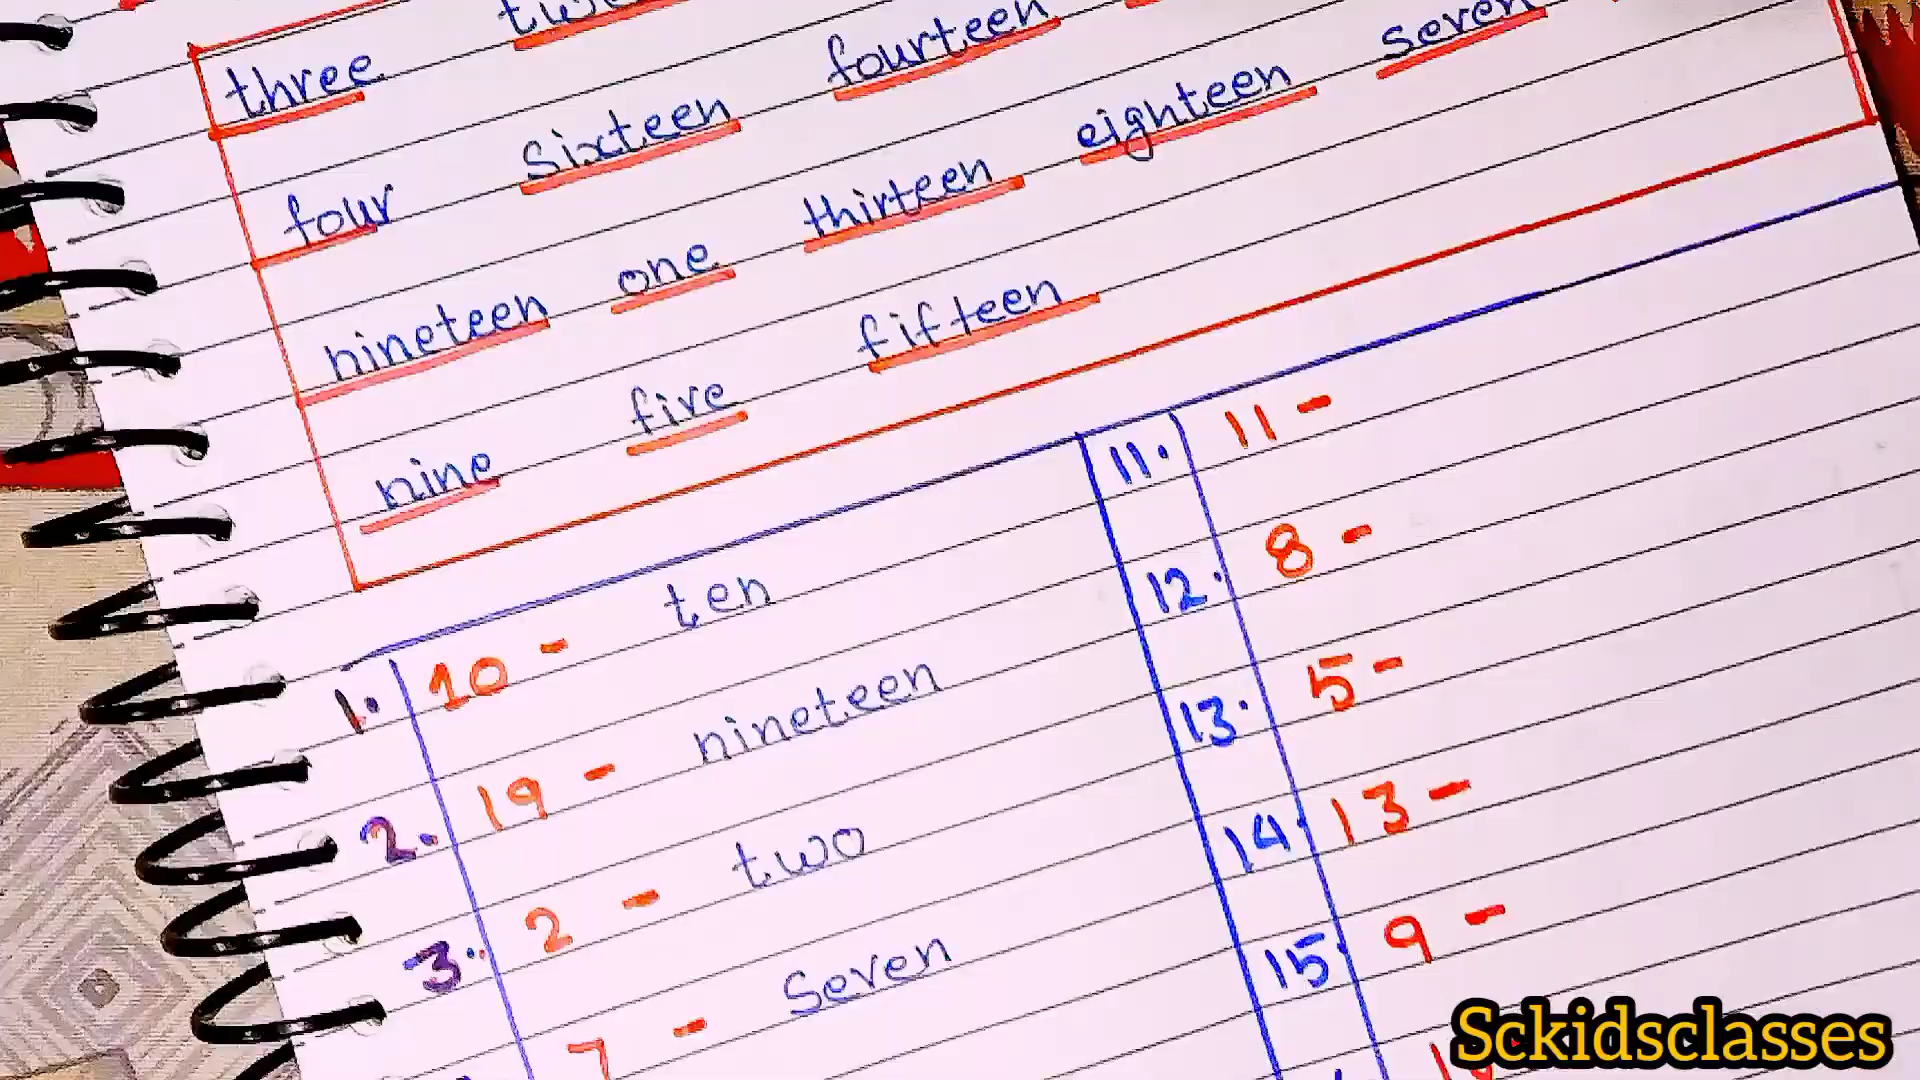 three two fourteen seven
four sixteen thirteen eighteen
nineteen one fifteen
nine five
1. 10 - ten
2. 19 - nineteen
3. 2 - two
7 - seven
11. 11 -
12. 8 -
13. 5 -
14. 13 -
15. 9 -
Sckidsclasses